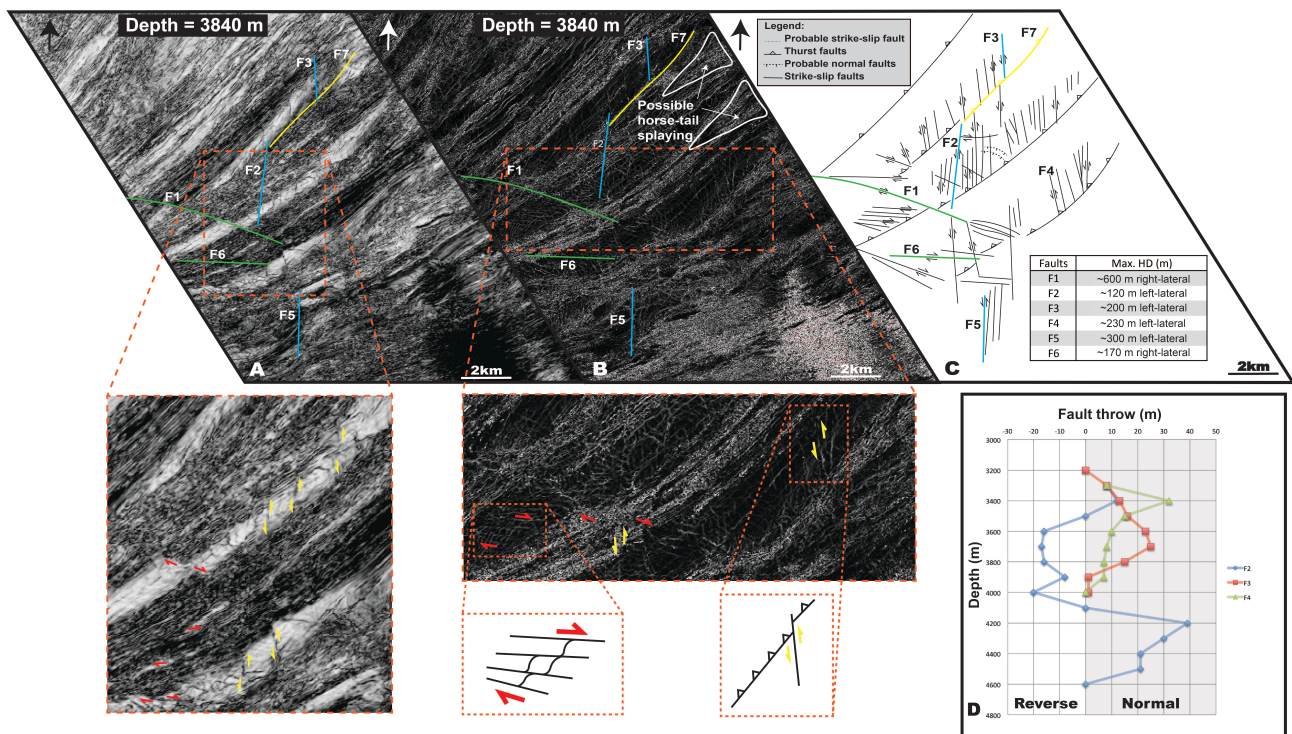 Depth = 3840 m
F3
F7
F2
F1
F6
F5
A
2km
Depth = 3840 m
F3
F7
Possible
horse-tail
splaying
F2
F1
F6
F5
B
2km
Legend:
Probable strike-slip fault
Thurst faults
Probable normal faults
Strike-slip faults
F3
F7
F2
F4
F1
F6
F5
Faults Max. HD (m)
F1 ~600 m right-lateral
F2 ~120 m left-lateral
F3 ~200 m left-lateral
F4 ~230 m left-lateral
F5 ~300 m left-lateral
F6 ~170 m right-lateral
C
2km
Fault throw (m)
-30 -20 -10 0 10 20 30 40 50
Depth (m)
3000
3200
3400
3600
3800
4000
4200
4400
4600
4800
F2
F3
F4
Reverse
Normal
D